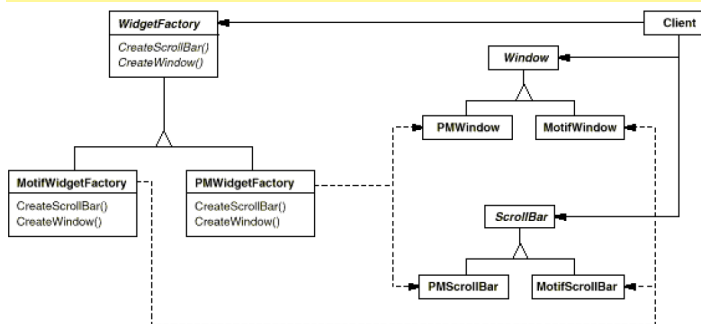 WidgetFactory
CreateScrollBar()
CreateWindow()
Client
Window
PMWindow
MotifWindow
MotifWidgetFactory
CreateScrollBar()
CreateWindow()
PMWidgetFactory
CreateScrollBar()
CreateWindow()
ScrollBar
PMScrollBar
MotifScrollBar